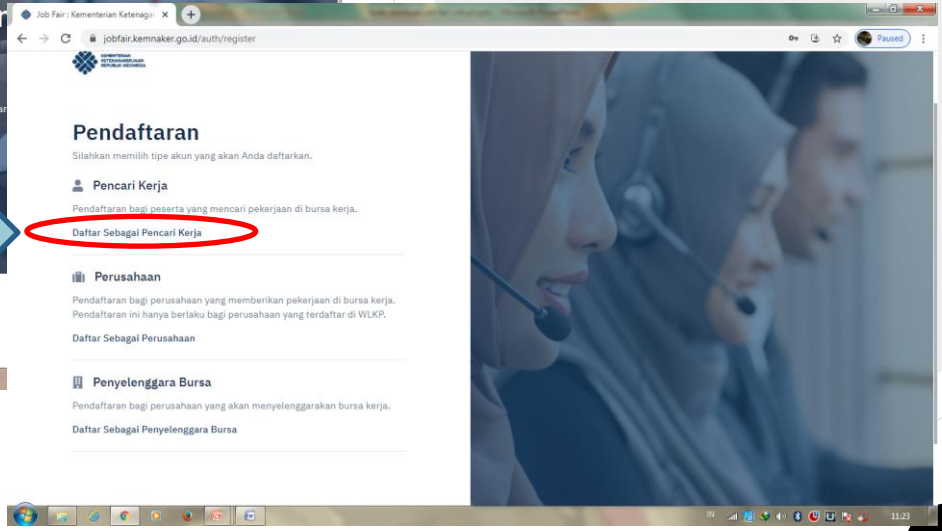 Job Fair : Kementerian Ketenagal
jobfair.kemnaker.go.id/auth/register
Paused
KEMENTERIAN
KETENAGAKERJAAN
REPUBLIK INDONESIA
Pendaftaran
Silahkan memilih tipe akun yang akan Anda daftarkan.
Pencari Kerja
Pendaftaran bagi peserta yang mencari pekerjaan di bursa kerja.
Daftar Sebagai Pencari Kerja
Perusahaan
Pendaftaran bagi perusahaan yang memberikan pekerjaan di bursa kerja.
Pendaftaran ini hanya berlaku bagi perusahaan yang terdaftar di WLKP.
Daftar Sebagai Perusahaan
Penyelenggara Bursa
Pendaftaran bagi perusahaan yang akan menyelenggarakan bursa kerja.
Daftar Sebagai Penyelenggara Bursa
IN
11:23